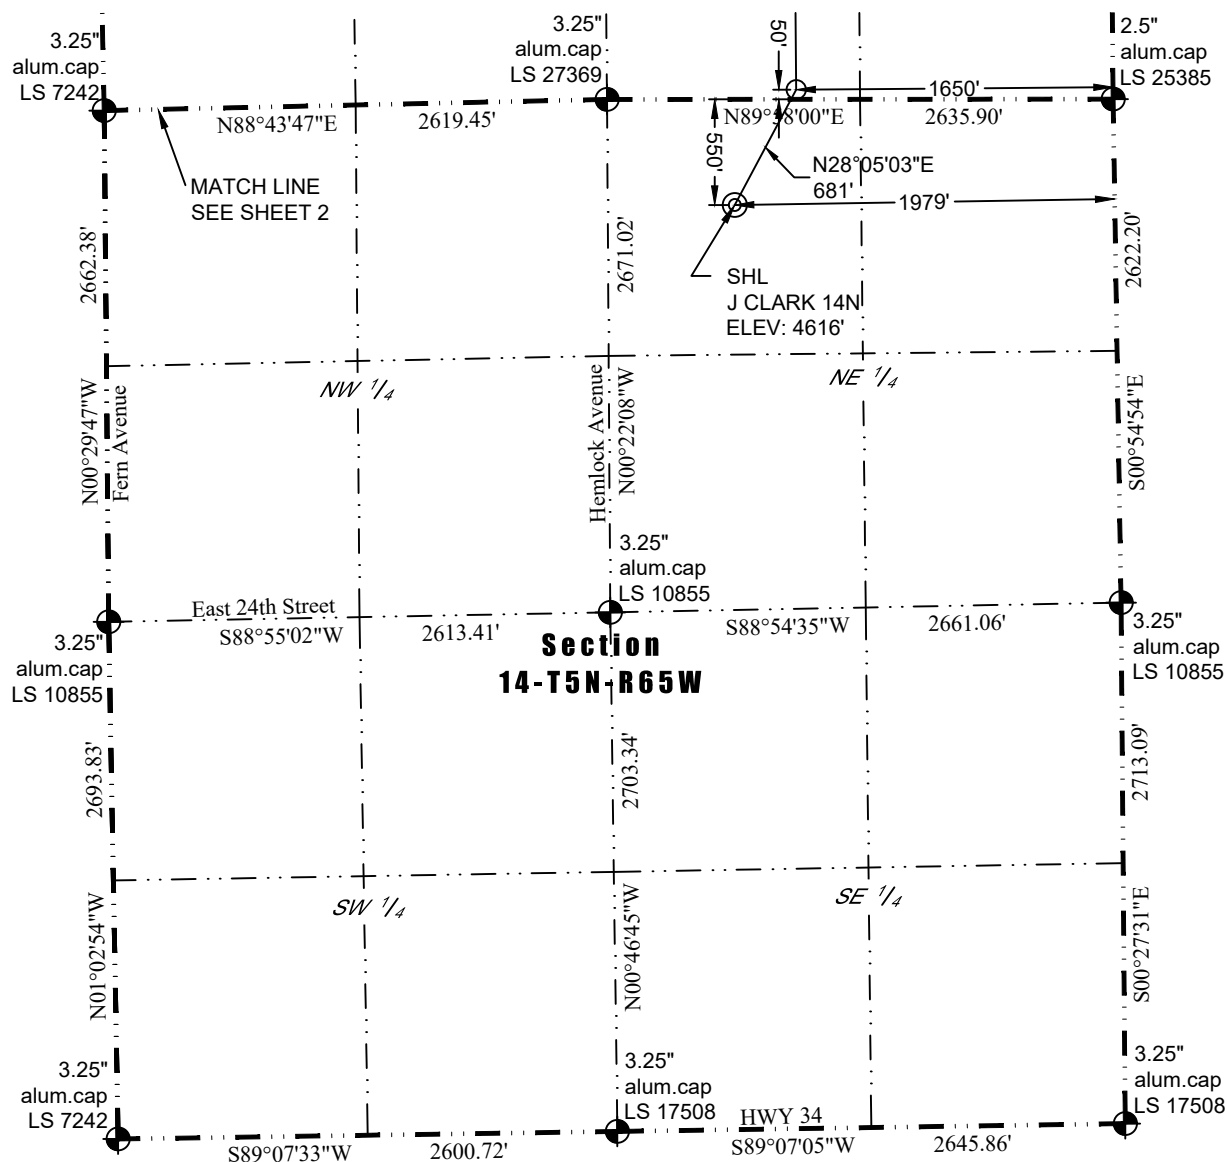 3.25"
alum.cap
LS 7242
3.25"
alum.cap
LS 27369
50'
2.5"
alum.cap
LS 25385
1650'
N88°43'47"E
2619.45'
N89°38'00"E
2635.90'
MATCH LINE
SEE SHEET 2
550'
N28°05'03"E
681'
1979'
2662.38'
2671.02'
2622.20'
SHL
J CLARK 14N
ELEV: 4616'
NW 1/4
NE 1/4
N00°29'47"W
Fern Avenue
Hemlock Avenue
N00°22'08"W
S00°54'54"E
3.25"
alum.cap
LS 10855
East 24th Street
S88°55'02"W
2613.41'
S88°54'35"W
2661.06'
3.25"
alum.cap
LS 10855
Section
14-T5N-R65W
3.25"
alum.cap
LS 10855
2693.83'
2703.34'
2713.09'
SW 1/4
SE 1/4
N01°02'54"W
N00°46'45"W
S00°27'31"E
3.25"
alum.cap
LS 7242
3.25"
alum.cap
LS 17508
3.25"
alum.cap
LS 17508
HWY 34
S89°07'33"W
2600.72'
S89°07'05"W
2645.86'